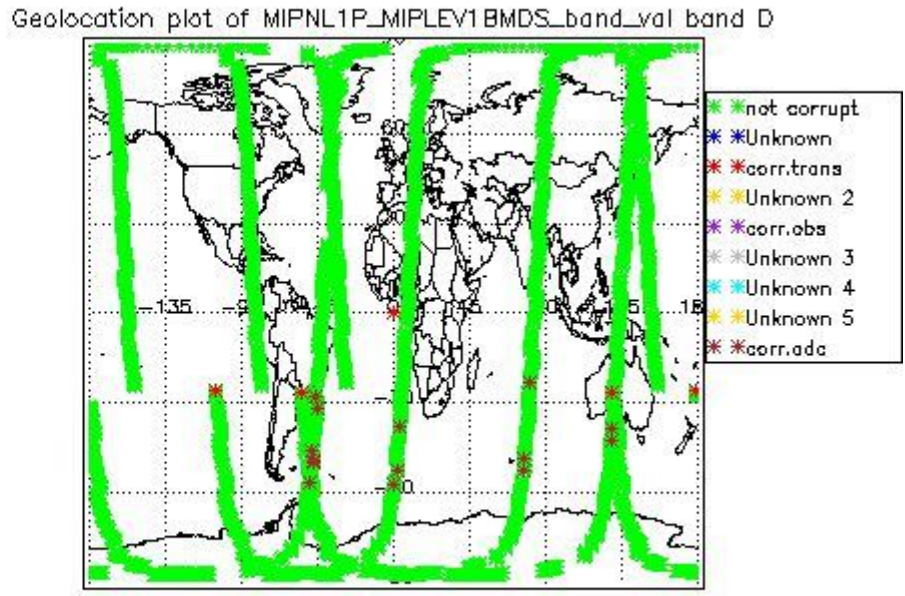 Geolocation plot of MIPNL1P_MIPLEV1BMDS_band_val band D
not corrupt
Unknown
corr.trans
Unknown 2
corr.obs
Unknown 3
Unknown 4
Unknown 5
corr.adc
-135